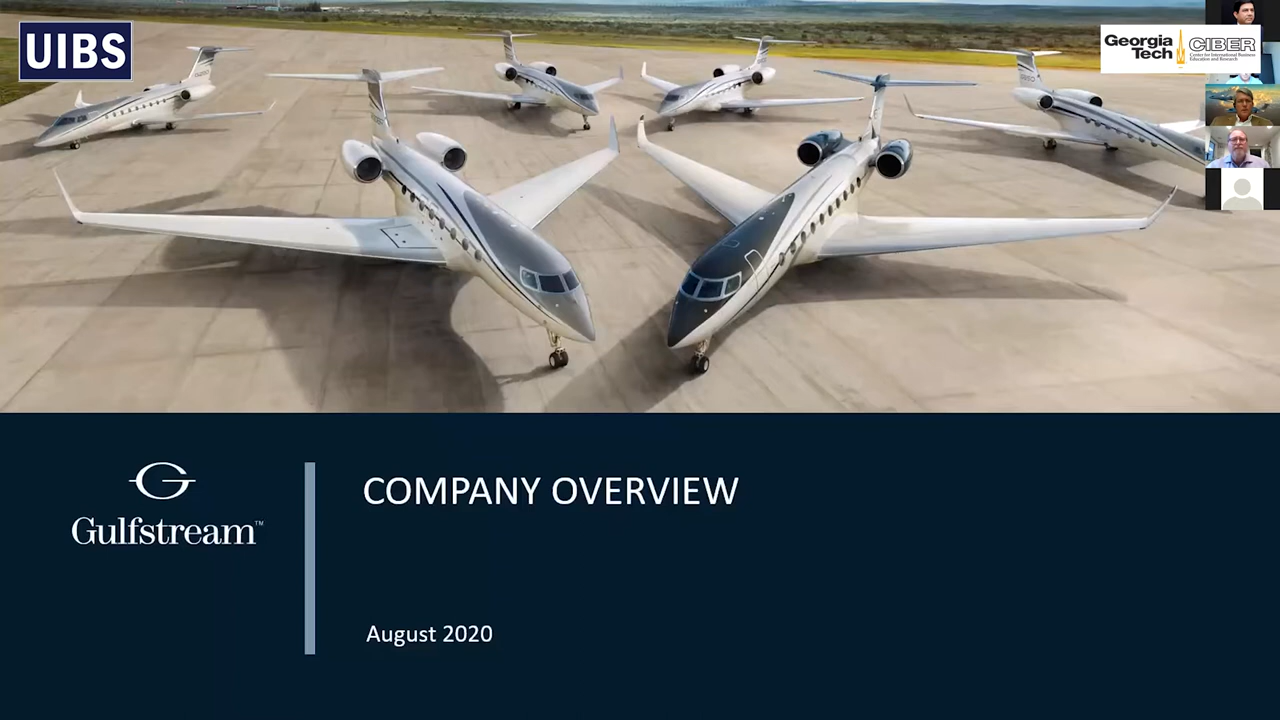 UIBS
Georgia
Tech
CIBER
Center for International Business
Education and Research
COMPANY OVERVIEW
Gulfstream™
August 2020